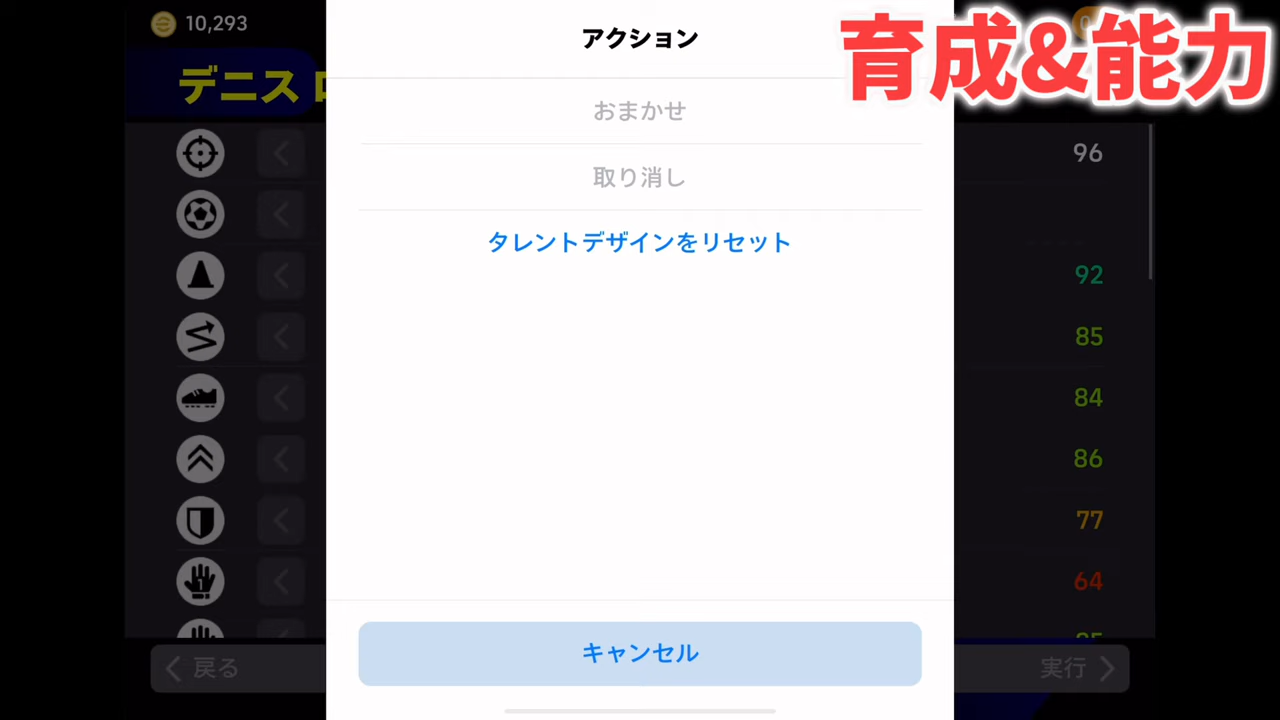 10,293
育成&能力
アクション
デニス
おまかせ
取り消し
タレントデザインをリセット
96
92
85
84
86
77
64
キャンセル
戻る
実行